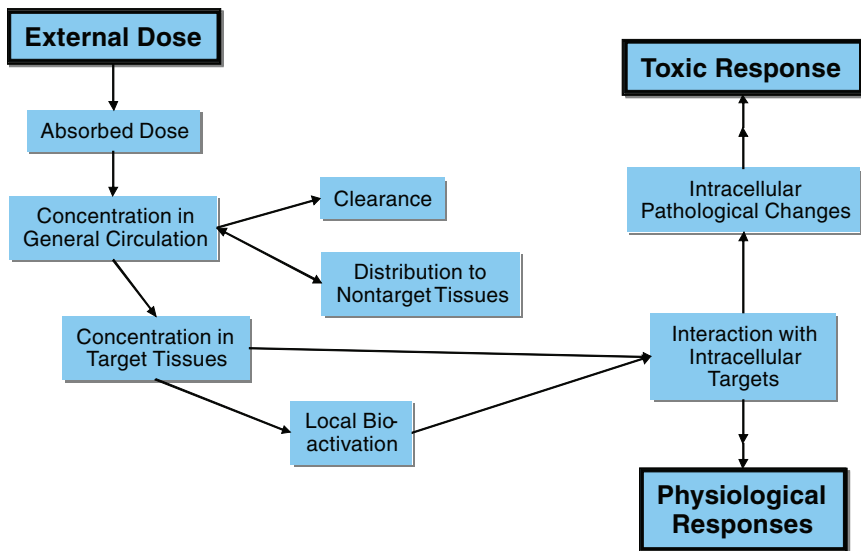 External Dose
Absorbed Dose
Concentration in
General Circulation
Clearance
Distribution to
Nontarget Tissues
Concentration in
Target Tissues
Local Bio-
activation
Interaction with
Intracellular
Targets
Intracellular
Pathological Changes
Toxic Response
Physiological
Responses